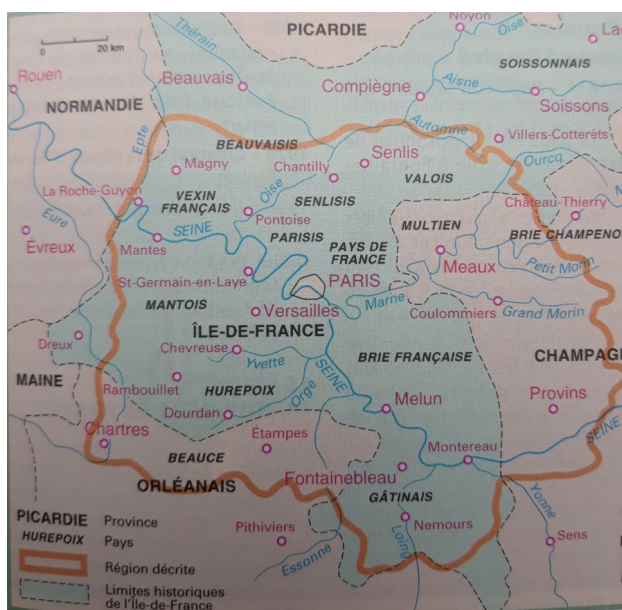 Noyon
Oise
La
20 km
Thérain
PICARDIE
SOISSONNAIS
Rouen
Beauvais
Compiègne
Aisne
Soissons
NORMANDIE
Epte
BEAUVAISIS
Automne
Villers-Cotterêts
Magny
Chantilly
Senlis
Ourcq
La Roche-Guyon
VEXIN
FRANÇAIS
Oise
SENLISIS
VALOIS
Château-Thierry
Eure
SEINE
Pontoise
PARISIS
MULTIEN
BRIE CHAMPENO
Évreux
Mantes
PAYS DE
FRANCE
Meaux
Petit Morin
St-Germain-en-Laye
PARIS
Marne
MANTOIS
Versailles
Coulommiers
Grand Morin
ÎLE-DE-FRANCE
Dreux
Chevreuse
Yvette
SEINE
BRIE FRANÇAISE
CHAMPAG
MAINE
Rambouillet
HUREPOIX
Orge
Melun
Provins
Dourdan
Chartres
Étampes
Montereau
SEINE
BEAUCE
Fontainebleau
ORLÉANAIS
GÂTINAIS
Yonne
PICARDIE Province
Pithiviers
Nemours
Sens
HUREPOIX Pays
Essonne
Loing
Région décrite
Limites historiques
de l'Île-de-France